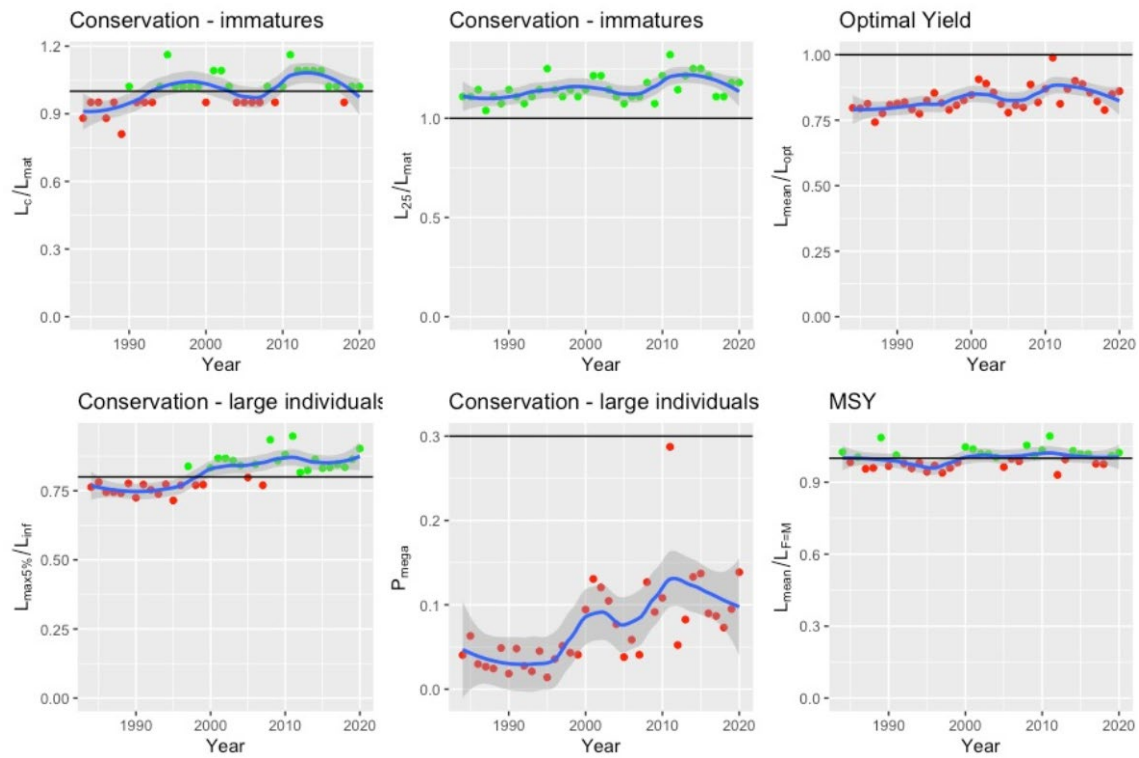 Conservation - immatures
1.2
0.9
0.6
0.3
0.0
Lc/Lmat
1990 2000 2010 2020
Year
Conservation - immatures
1.0
0.5
0.0
L25/Lmat
1990 2000 2010 2020
Year
Optimal Yield
1.00
0.75
0.50
0.25
0.00
Lmean/Lopt
1990 2000 2010 2020
Year
Conservation - large individuals
0.75
0.50
0.25
0.00
Lmax5%/Linf
1990 2000 2010 2020
Year
Conservation - large individuals
0.3
0.2
0.1
0.0
Pmega
1990 2000 2010 2020
Year
MSY
0.9
0.6
0.3
0.0
Lmean/LF=M
1990 2000 2010 2020
Year